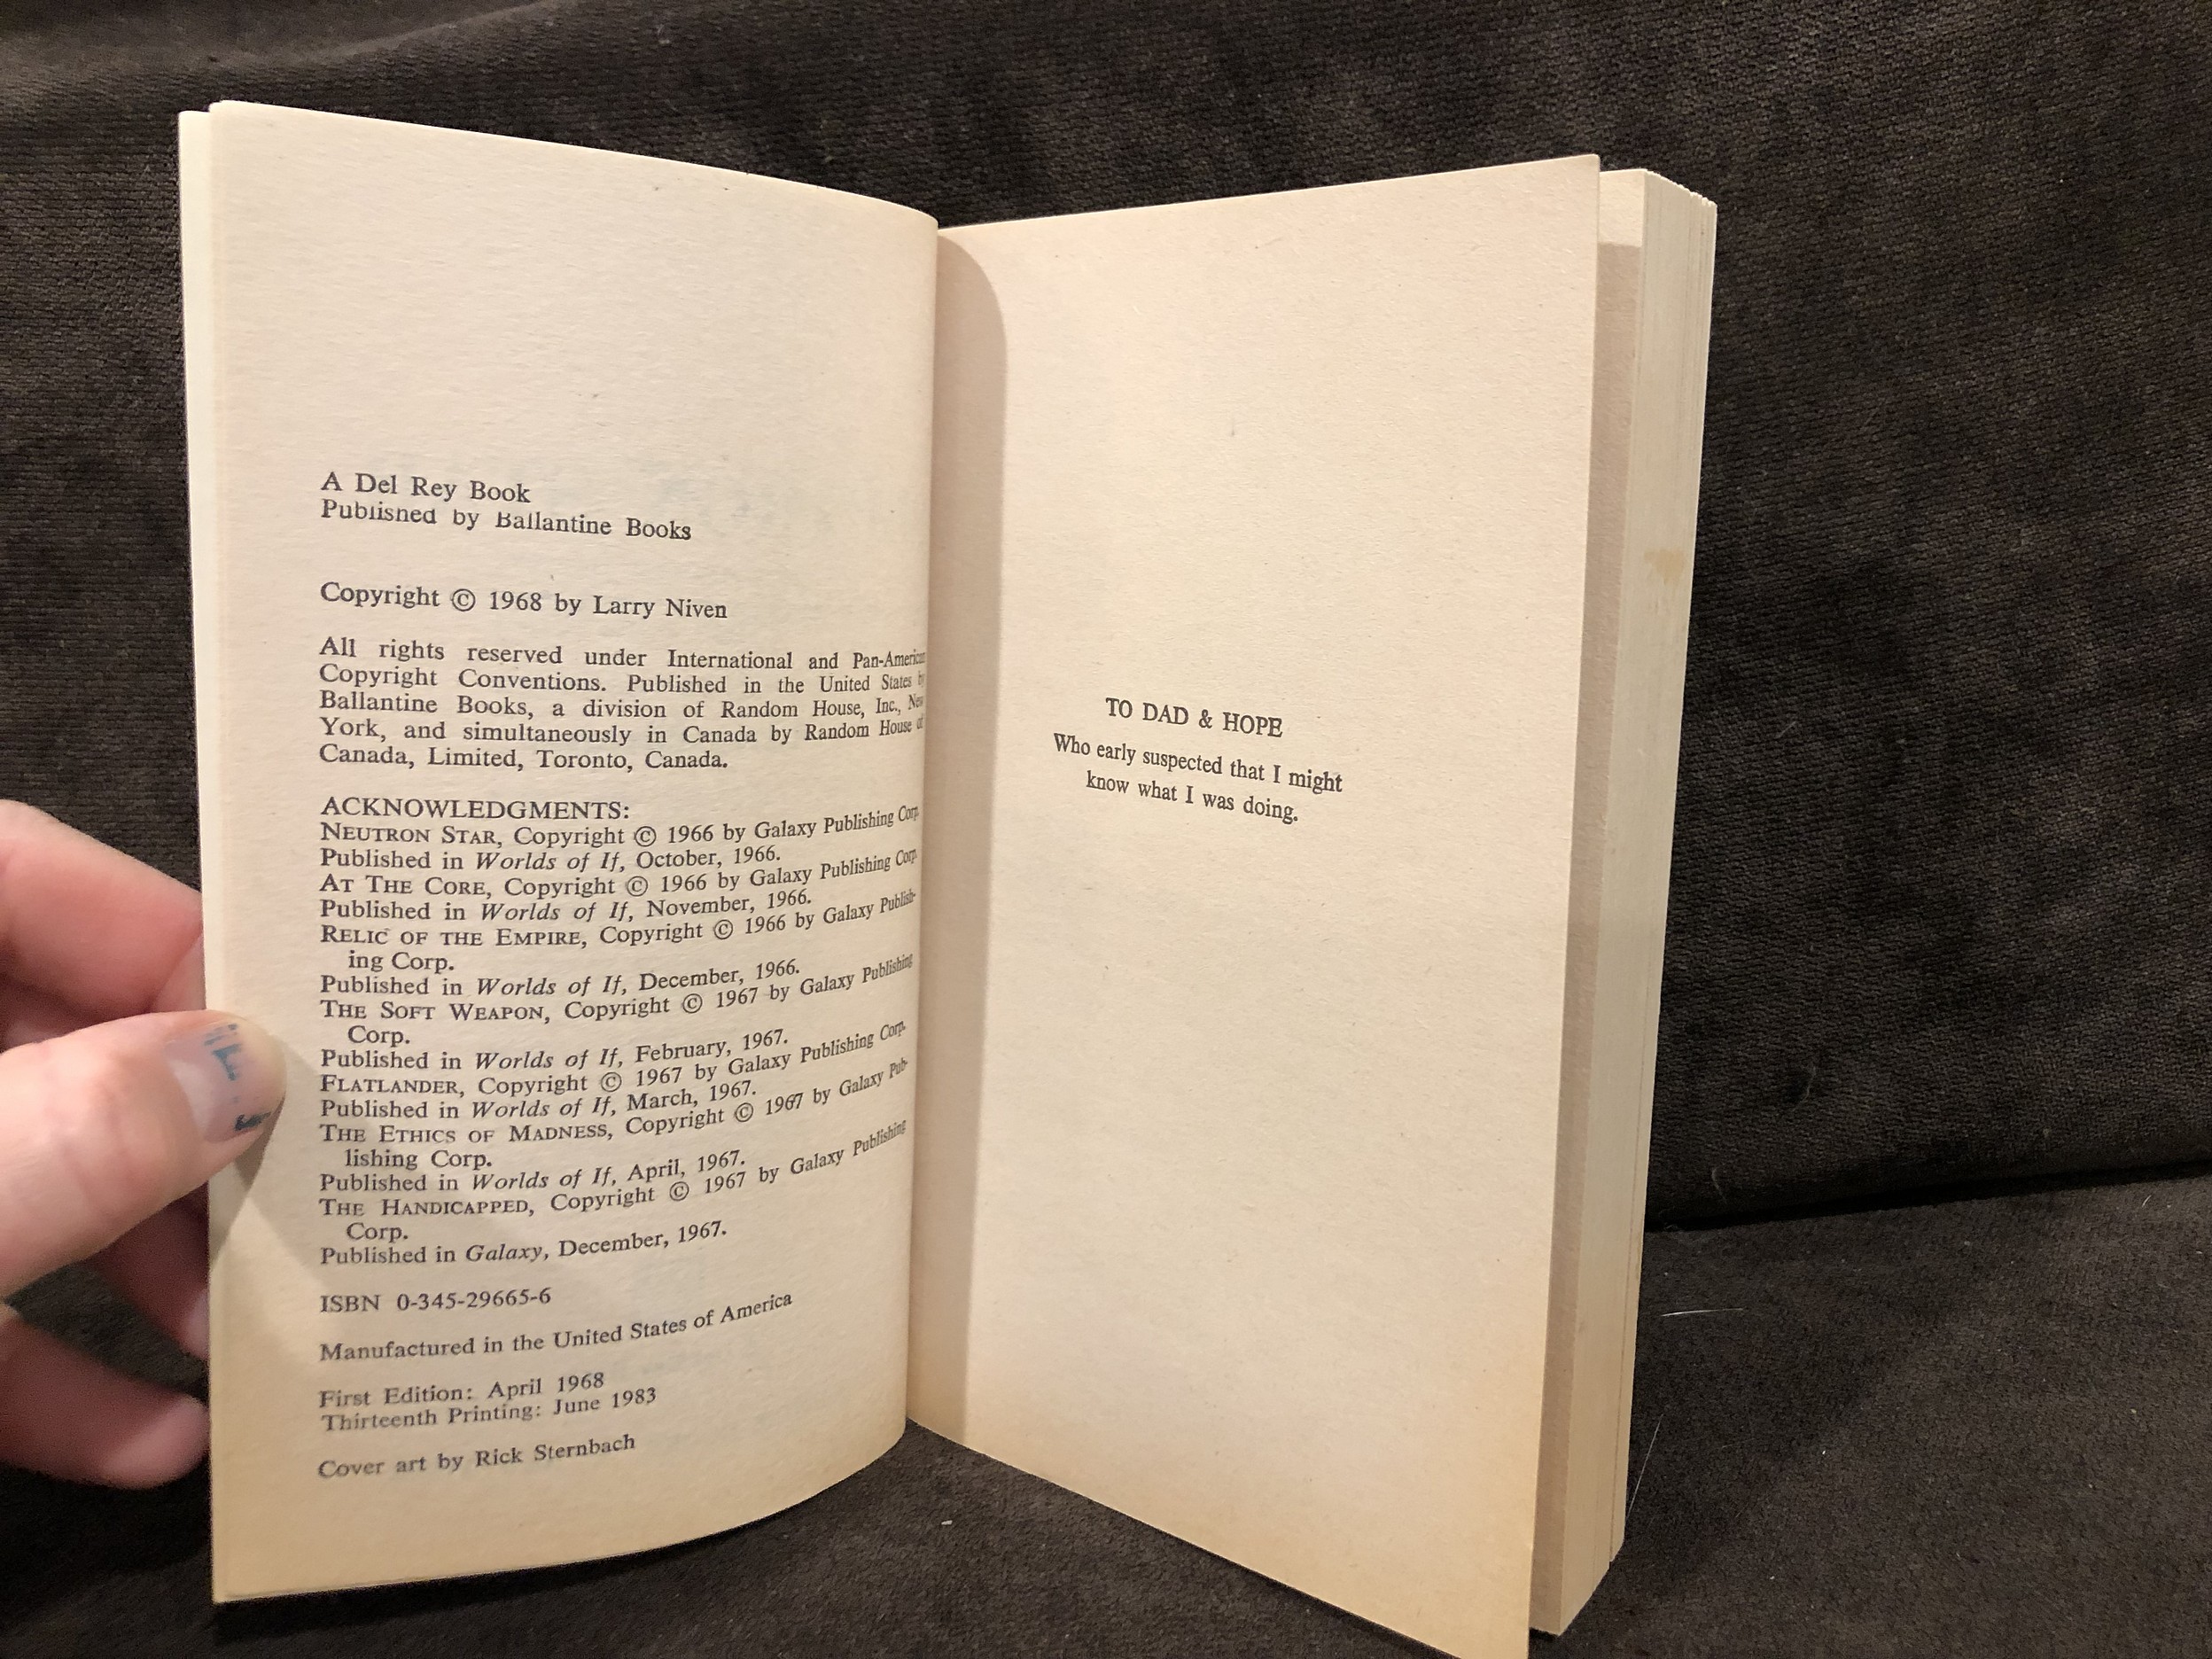 A Del Rey Book
Published by Ballantine Books
Copyright © 1968 by Larry Niven
All rights reserved under International and Pan-American
Copyright Conventions. Published in the United States by
Ballantine Books, a division of Random House, Inc., New
York, and simultaneously in Canada by Random House of
Canada, Limited, Toronto, Canada.
ACKNOWLEDGMENTS:
NEUTRON STAR, Copyright © 1966 by Galaxy Publishing Corp.
Published in Worlds of If, October, 1966.
AT THE CORE, Copyright © 1966 by Galaxy Publishing Corp.
Published in Worlds of If, November, 1966.
RELIC OF THE EMPIRE, Copyright © 1966 by Galaxy Publish-
ing Corp.
Published in Worlds of If, December, 1966.
THE SOFT WEAPON, Copyright © 1967 by Galaxy Publishing
Corp.
Published in Worlds of If, February, 1967.
FLATLANDER, Copyright © 1967 by Galaxy Publishing Corp.
Published in Worlds of If, March, 1967.
THE ETHICS OF MADNESS, Copyright © 1967 by Galaxy Pub-
lishing Corp.
Published in Worlds of If, April, 1967.
THE HANDICAPPED, Copyright © 1967 by Galaxy Publishing
Corp.
Published in Galaxy, December, 1967.
ISBN 0-345-29665-6
Manufactured in the United States of America
First Edition: April 1968
Thirteenth Printing: June 1983
Cover art by Rick Sternbach
TO DAD & HOPE
Who early suspected that I might
know what I was doing.